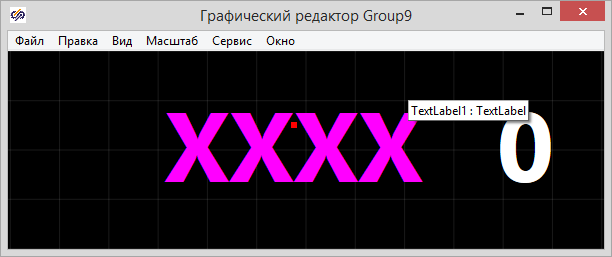 Графический редактор Group9
Файл Правка Вид Масштаб Сервис Окно
TextLabel1 : TextLabel
XXXX 0